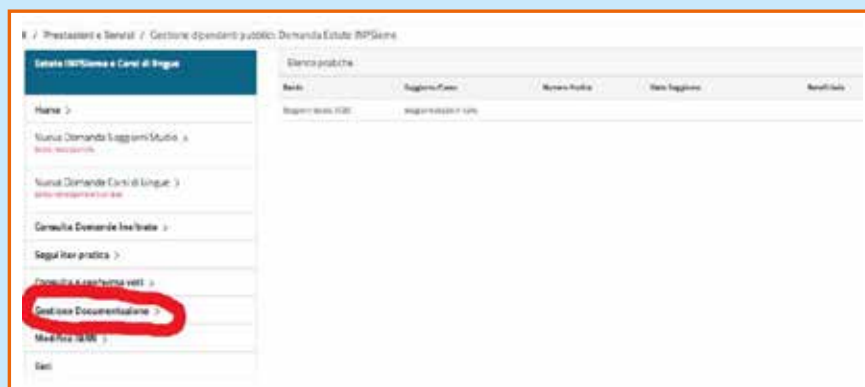 / Prestazioni e Servizi / Gestione dipendenti pubblici: Domanda Estate INPSieme
Estate INPSieme e Corsi di lingue
Elenco pratiche
Bando
Soggiorno/Corso
Numero Pratica
Stato Soggiorno
Beneficiario
Home >
Nuova Domanda Soggiorni Studio >
Nuova Domanda Corsi di Lingue >
Consulta Domande Inoltrate >
Segui iter pratica >
Consulta e conferma voti >
Gestione Documentazione >
Modifica IBAN >
Esci